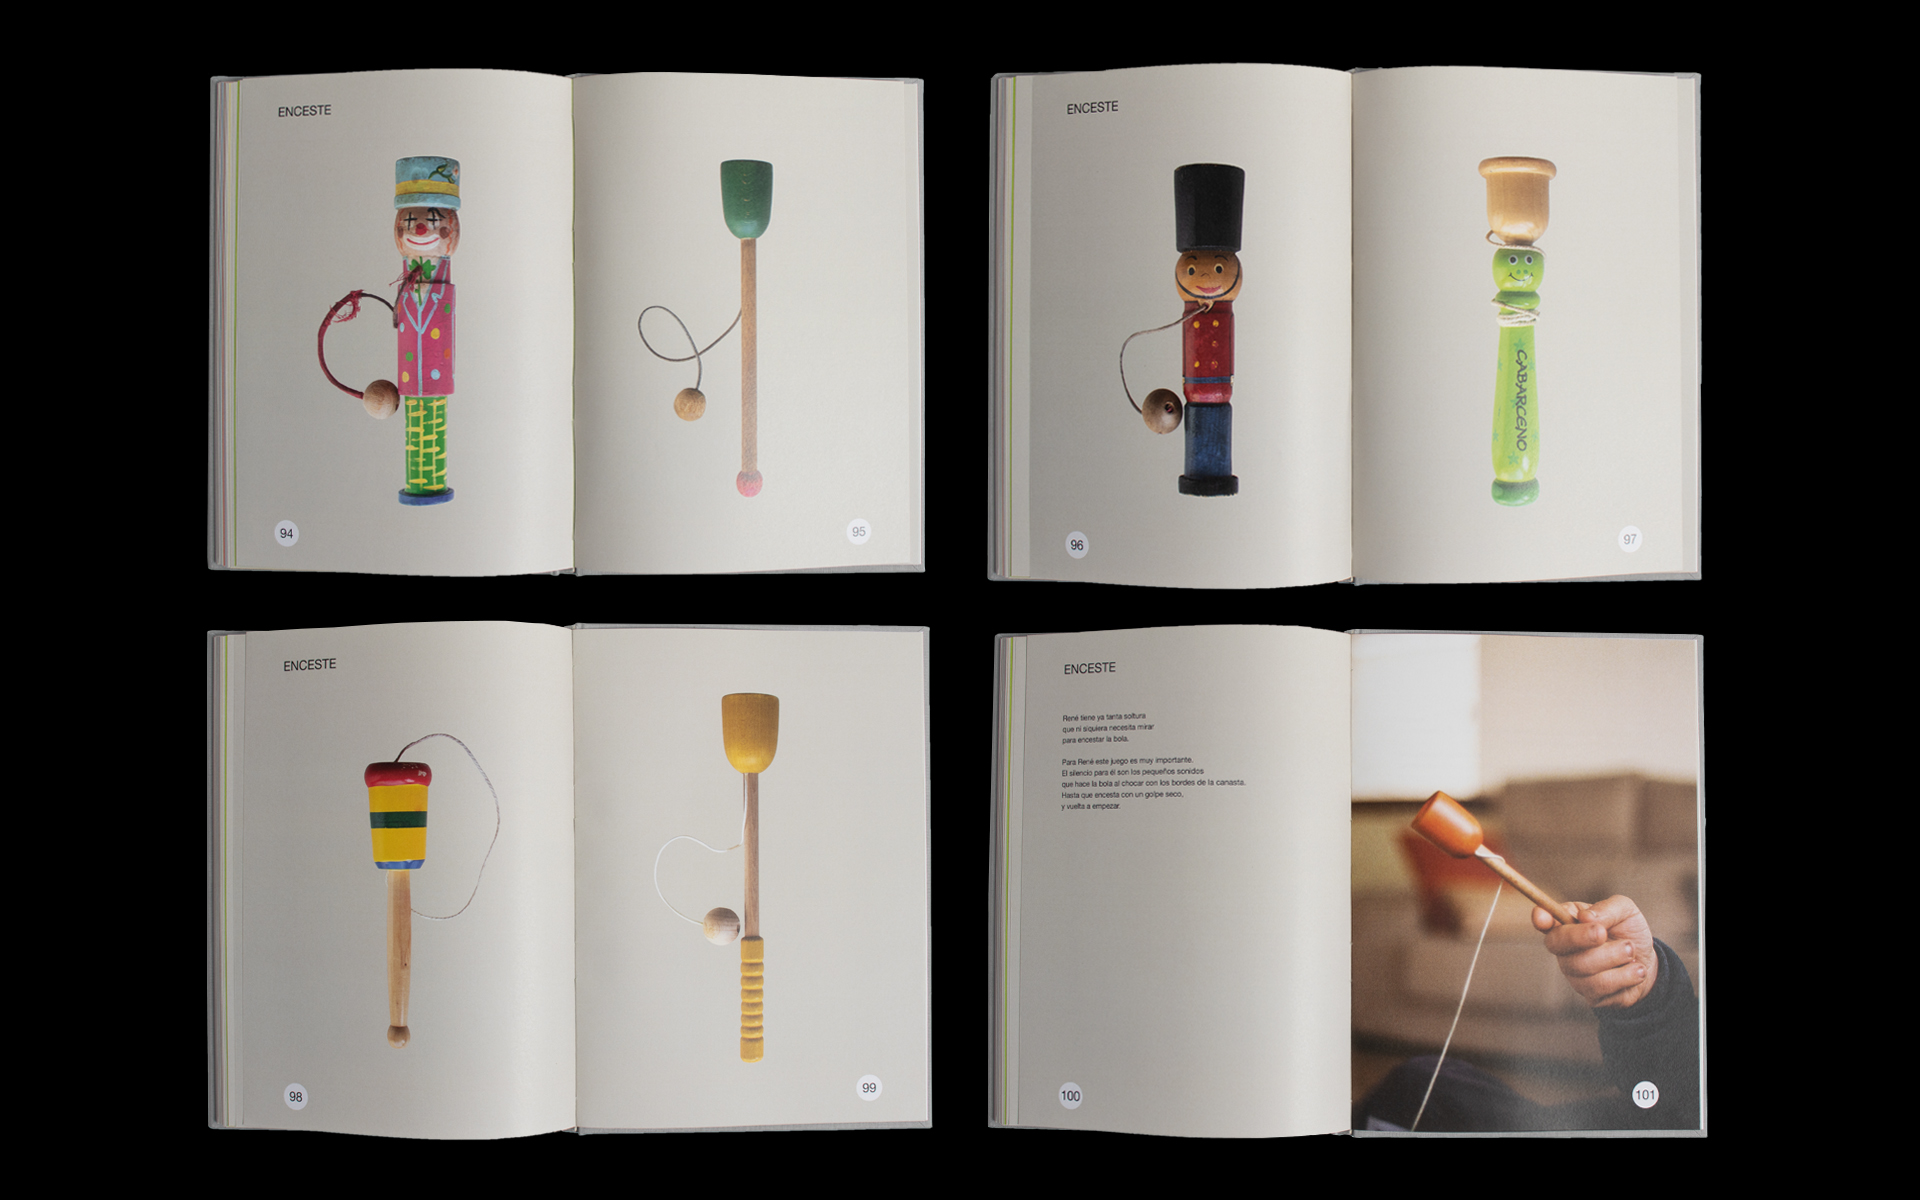 ENCESTE
94
95
ENCESTE
CABARCENO
96
97
ENCESTE
98
99
ENCESTE
René tiene ya tanta soltura
que ni siquiera necesita mirar
para encestar la bola.
Para René este juego es muy importante.
El silencio para él son los pequeños sonidos
que hace la bola al chocar con los bordes de la canasta.
Hasta que encesta con un golpe seco,
y vuelta a empezar.
100
101